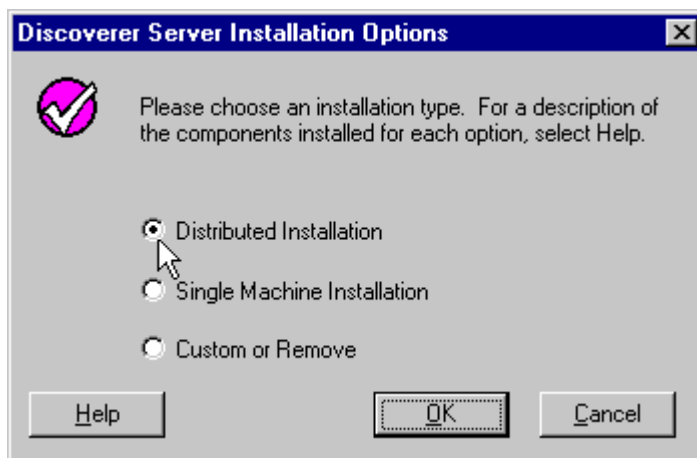 Discoverer Server Installation Options
Please choose an installation type. For a description of
the components installed for each option, select Help.
Distributed Installation
Single Machine Installation
Custom or Remove
Help
OK
Cancel